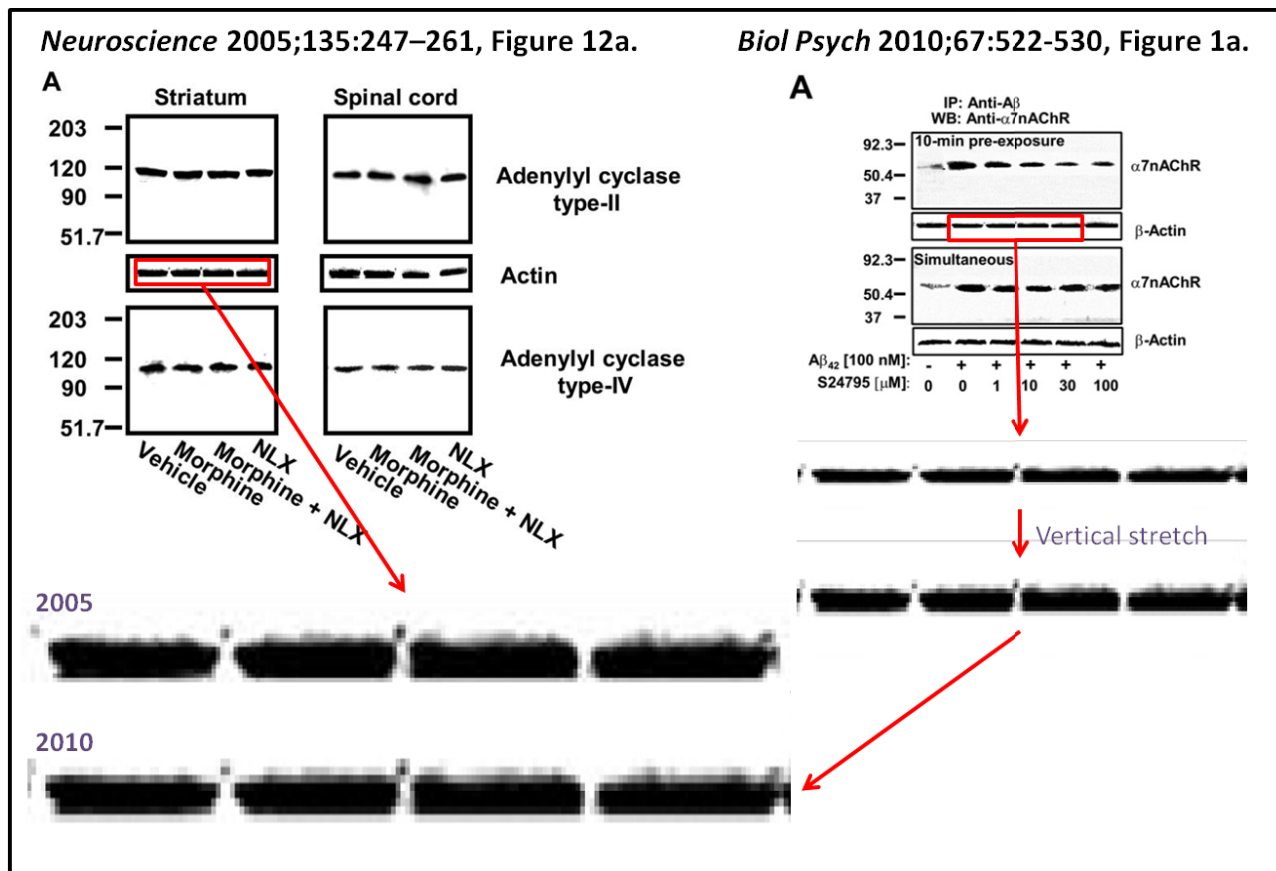 Neuroscience 2005;135:247–261, Figure 12a.
A
Striatum
Spinal cord
203
120
90
51.7
Adenylyl cyclase
type-II
Actin
203
120
90
51.7
Adenylyl cyclase
type-IV
Vehicle
Morphine
Morphine + NLX
NLX
Vehicle
Morphine
Morphine + NLX
NLX
Biol Psych 2010;67:522-530, Figure 1a.
A
IP: Anti-Aβ
WB: Anti-α7nAChR
10-min pre-exposure
92.3
50.4
37
α7nAChR
β-Actin
Simultaneous
92.3
50.4
37
α7nAChR
β-Actin
Aβ42 [100 nM]: - + + + + +
S24795 [μM]: 0 0 1 10 30 100
Vertical stretch
2005
2010